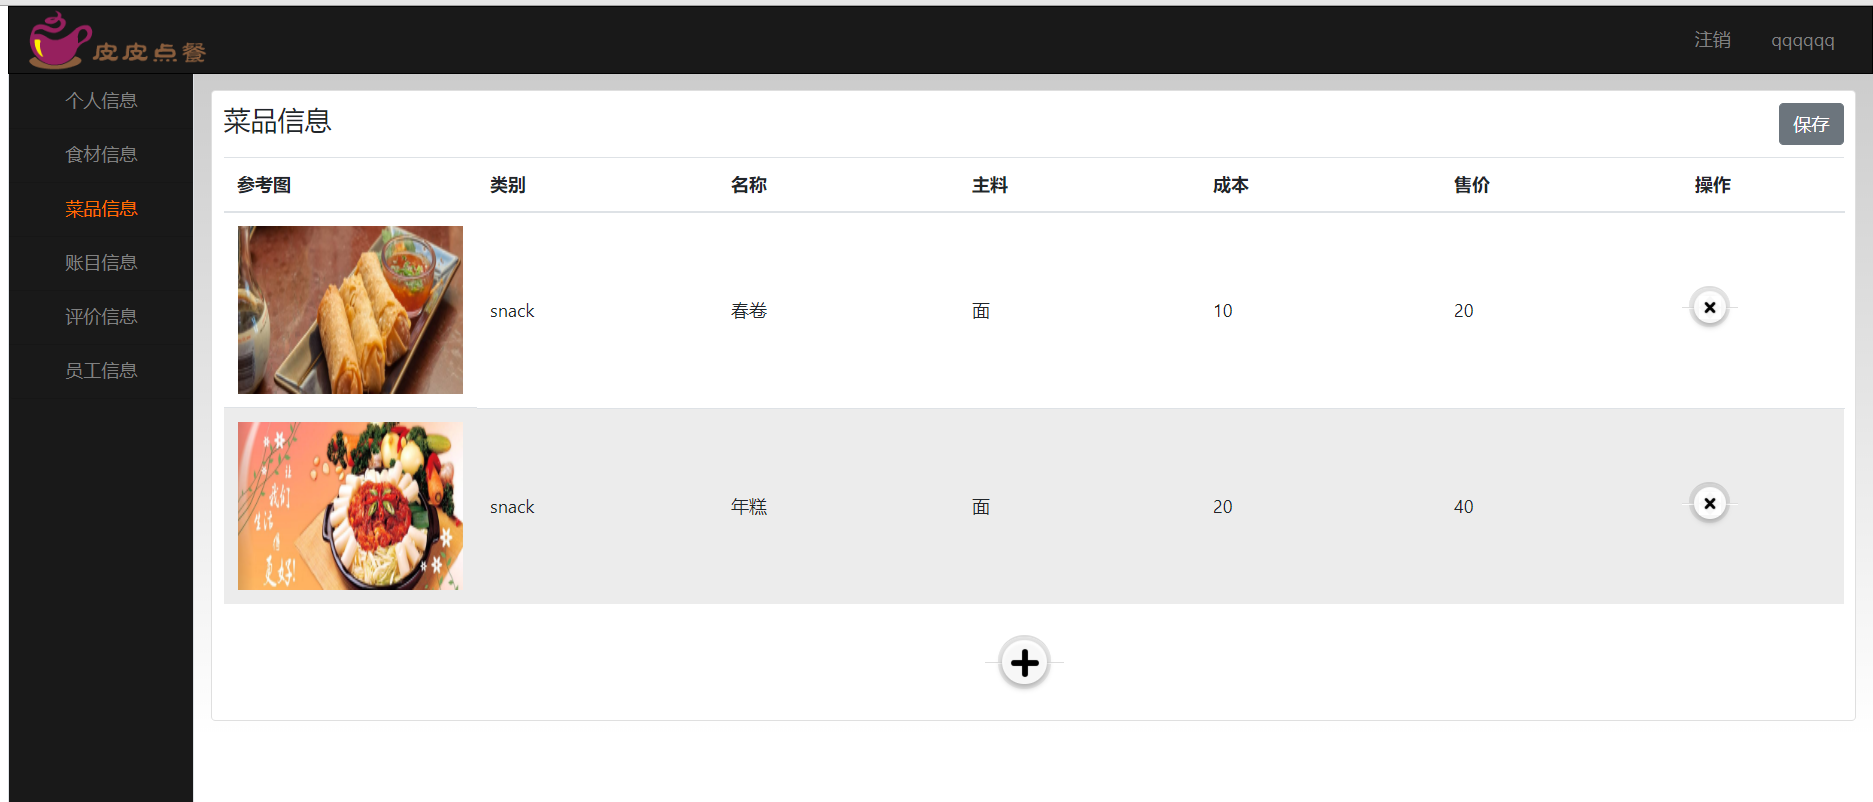 皮皮点餐
注销 qqqqqq
个人信息
食材信息
菜品信息
账目信息
评价信息
员工信息
菜品信息 保存
参考图 类别 名称 主料 成本 售价 操作
snack 春卷 面 10 20
让
我们
生活
更好!
snack 年糕 面 20 40